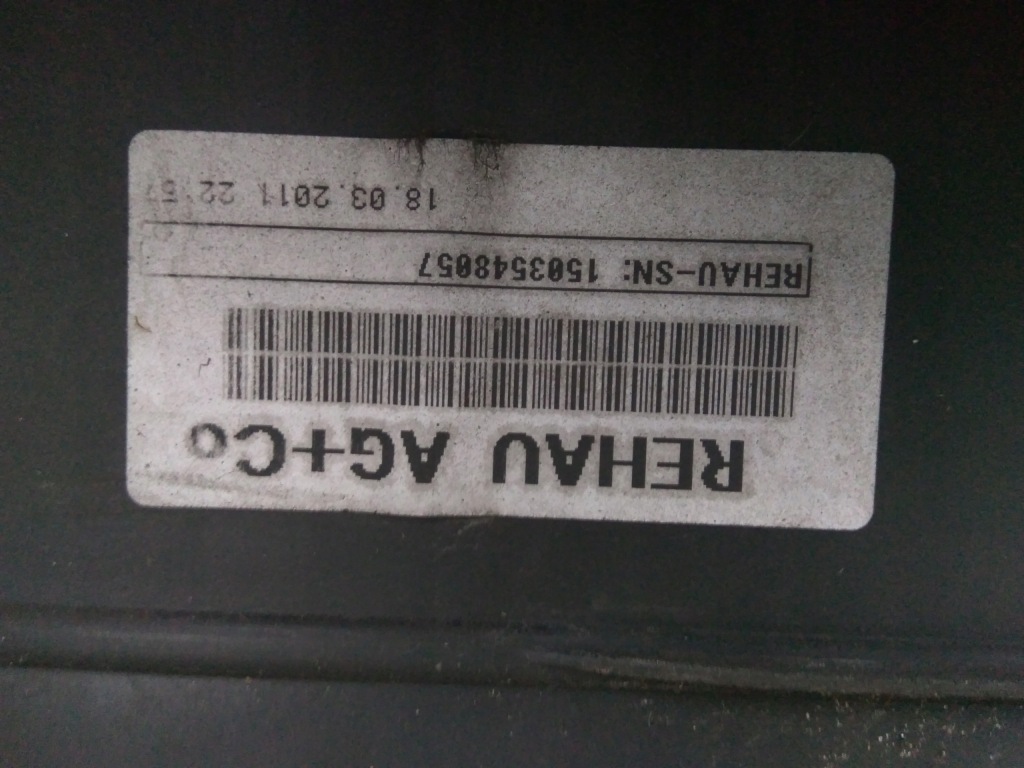 REHAU AG+Co
REHAU-SN: 1503548057
18.03.2011 22:57